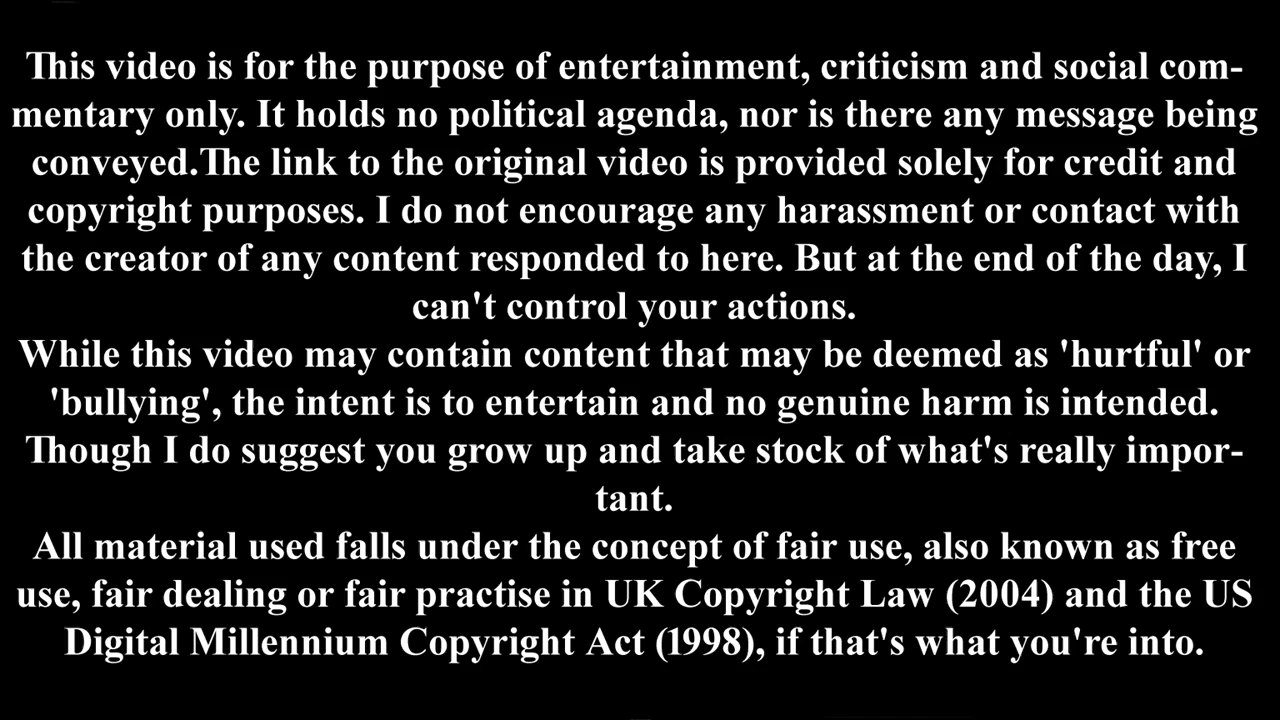 This video is for the purpose of entertainment, criticism and social com-
mentary only. It holds no political agenda, nor is there any message being
conveyed.The link to the original video is provided solely for credit and
copyright purposes. I do not encourage any harassment or contact with
the creator of any content responded to here. But at the end of the day, I
can't control your actions.
While this video may contain content that may be deemed as 'hurtful' or
'bullying', the intent is to entertain and no genuine harm is intended.
Though I do suggest you grow up and take stock of what's really impor-
tant.
All material used falls under the concept of fair use, also known as free
use, fair dealing or fair practise in UK Copyright Law (2004) and the US
Digital Millennium Copyright Act (1998), if that's what you're into.